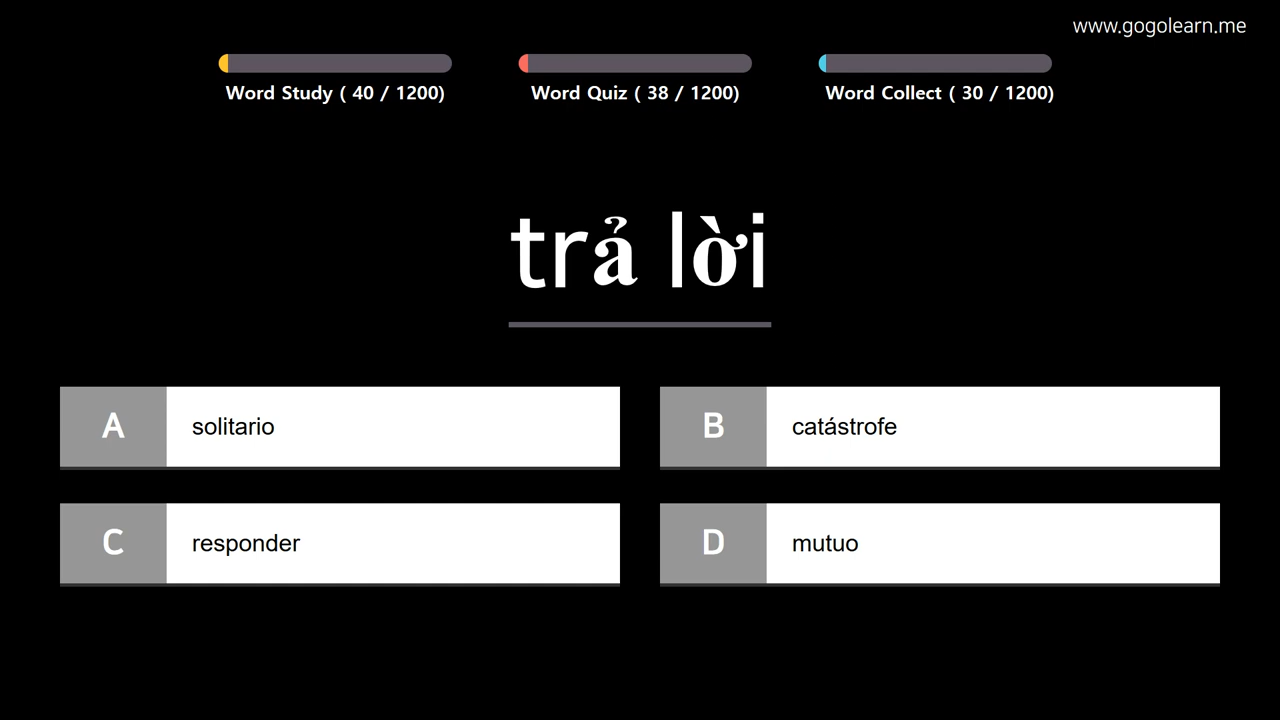 www.gogolearn.me
Word Study ( 40 / 1200)
Word Quiz ( 38 / 1200)
Word Collect ( 30 / 1200)
trả lời
A solitario
B catástrofe
C responder
D mutuo